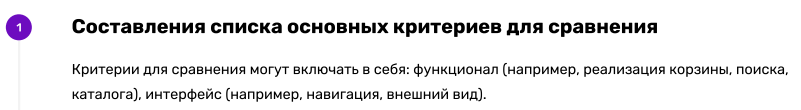 1
Составления списка основных критериев для сравнения
Критерии для сравнения могут включать в себя: функционал (например, реализация корзины, поиска,
каталога), интерфейс (например, навигация, внешний вид).